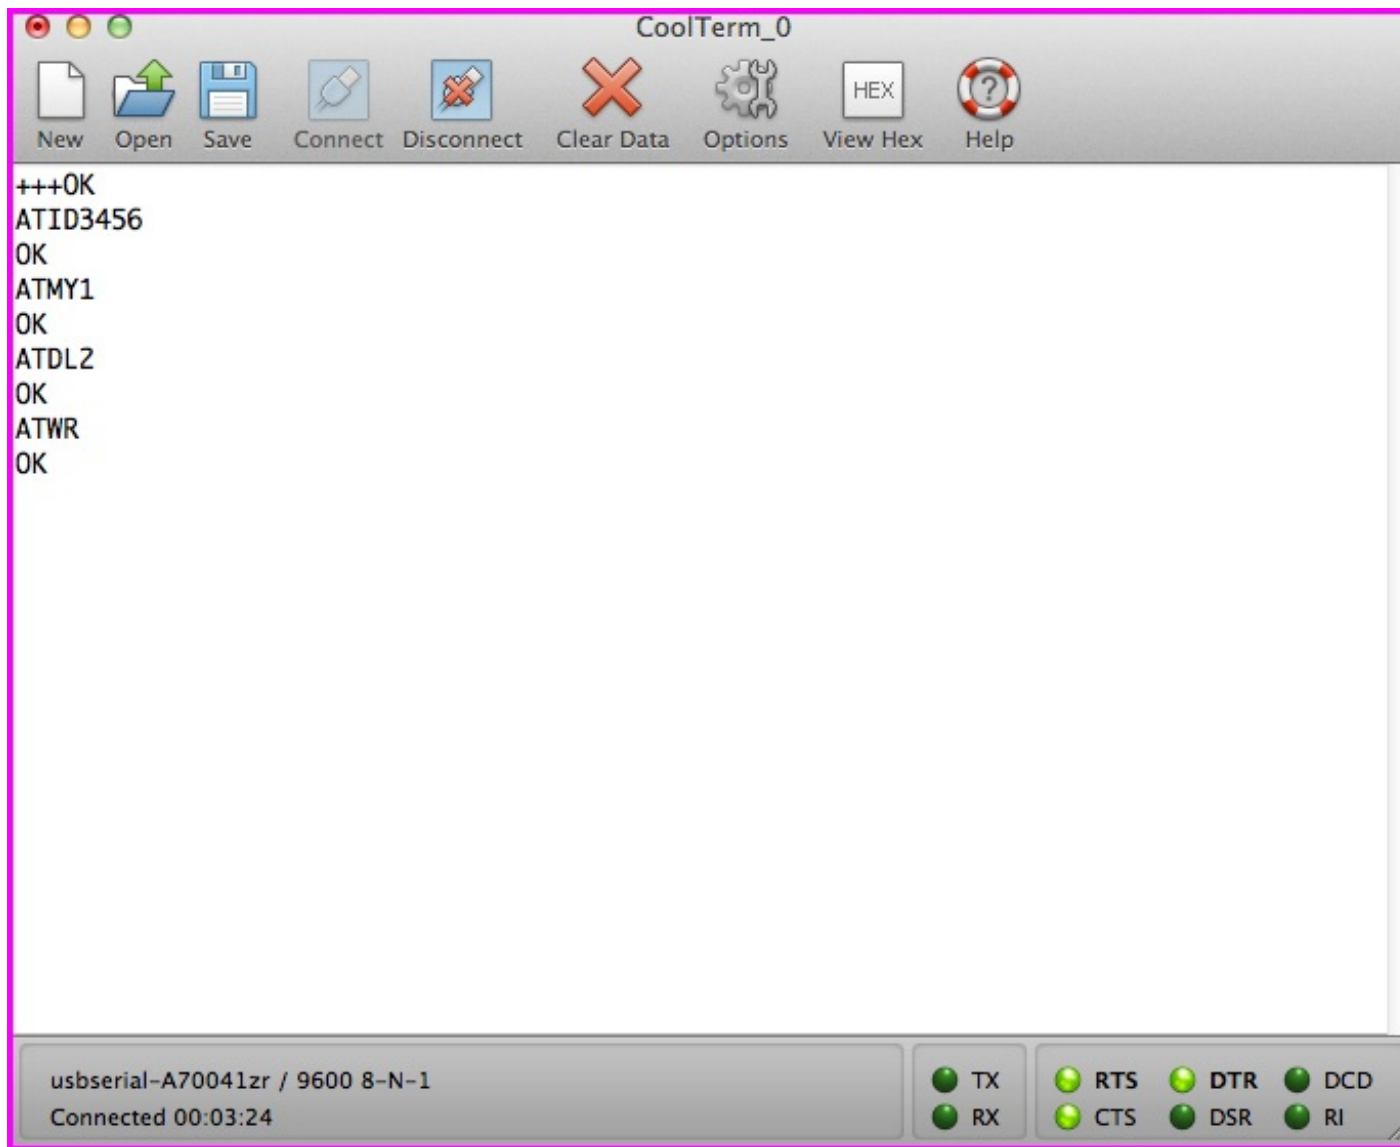 CoolTerm_0
New Open Save Connect Disconnect Clear Data Options HEX View Hex Help
+++OK
ATID3456
OK
ATMY1
OK
ATDL2
OK
ATWR
OK
usbserial-A70041zr / 9600 8-N-1
Connected 00:03:24
TX RTS DTR DCD
RX CTS DSR RI